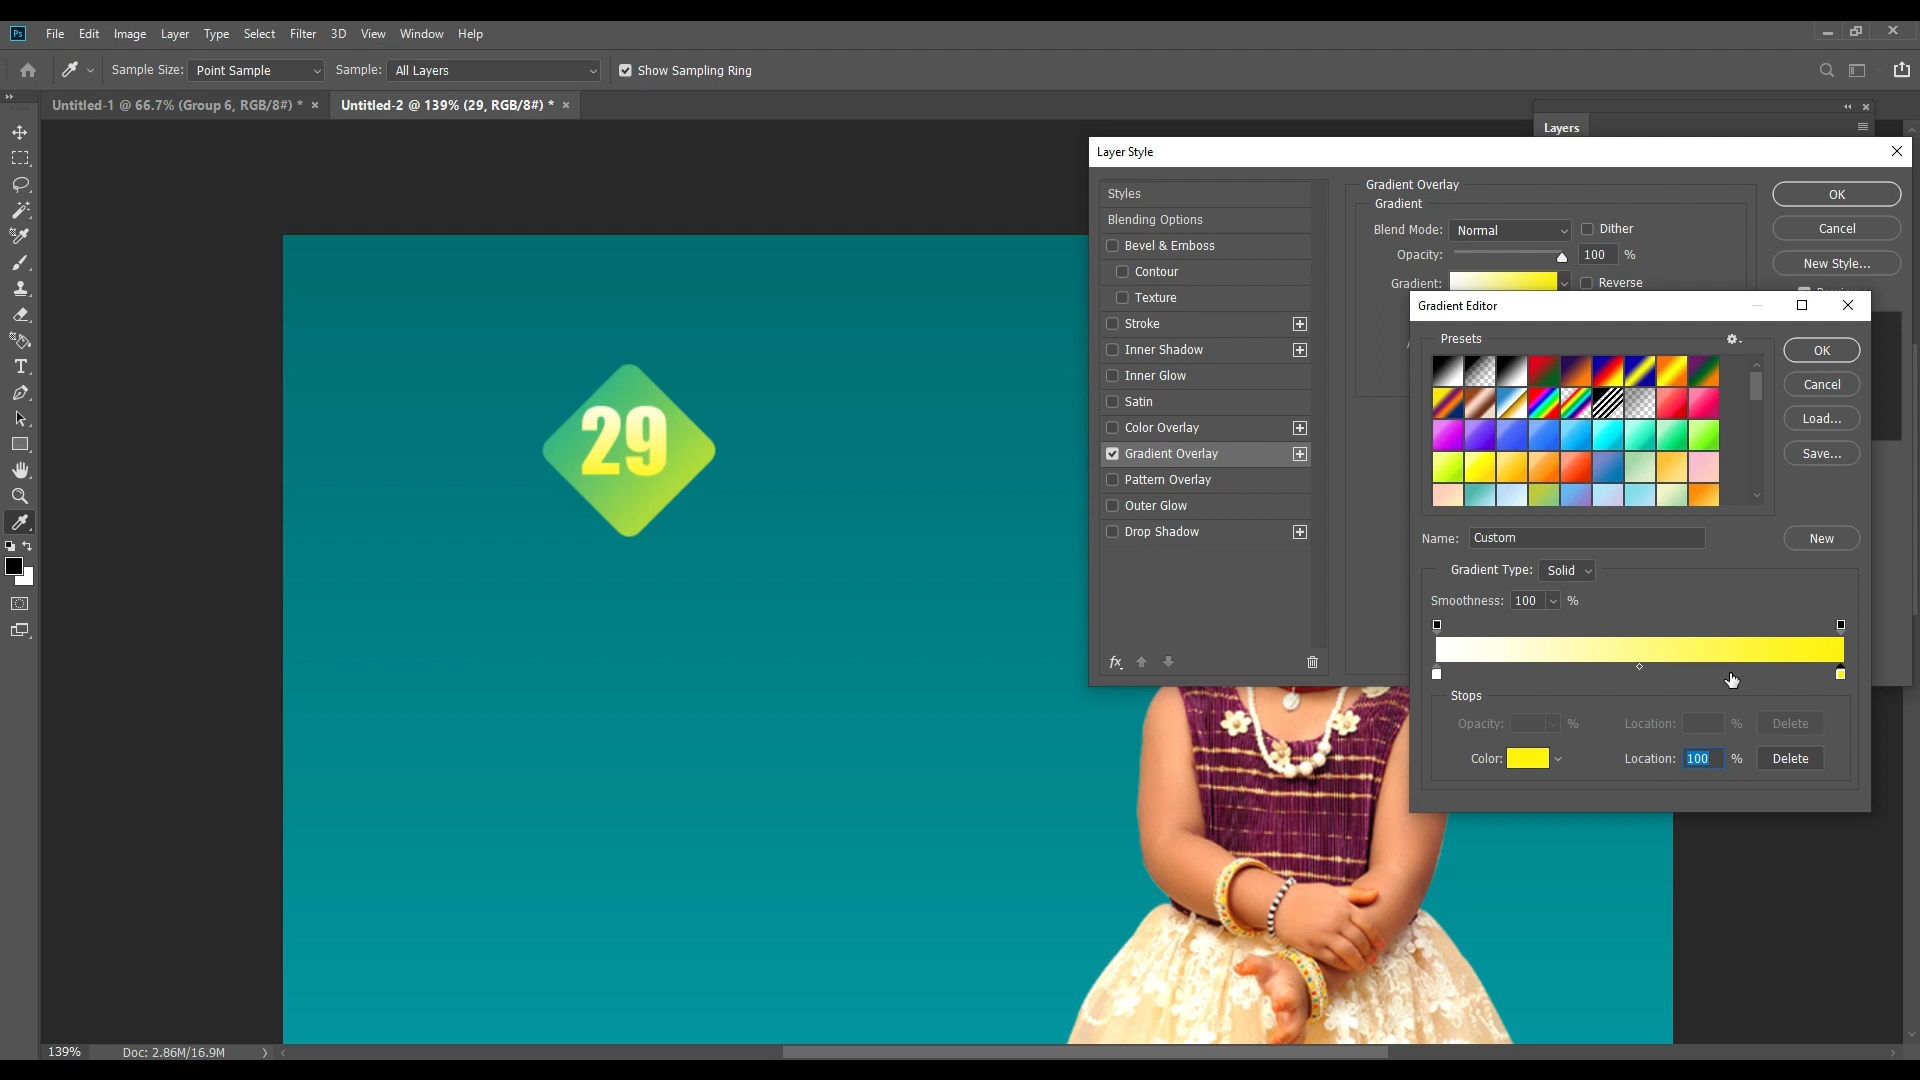 Ps File Edit Image Layer Type Select Filter 3D View Window Help
Sample Size: Point Sample Sample: All Layers Show Sampling Ring
Untitled-1 @ 66.7% (Group 6, RGB/8#) * × Untitled-2 @ 139% (29, RGB/8#) * ×
Layers
Layer Style
Styles
Blending Options
Bevel & Emboss
Contour
Texture
Stroke
Inner Shadow
Inner Glow
Satin
Color Overlay
Gradient Overlay
Pattern Overlay
Outer Glow
Drop Shadow
fx
Gradient Overlay
Gradient
Blend Mode: Normal Dither
Opacity: 100 %
Gradient: Reverse
OK
Cancel
New Style...
Gradient Editor
Presets
OK
Cancel
Load...
Save...
Name: Custom New
Gradient Type: Solid
Smoothness: 100 %
Stops
Opacity: % Location: % Delete
Color: Location: 100 % Delete
29
139% Doc: 2.86M/16.9M